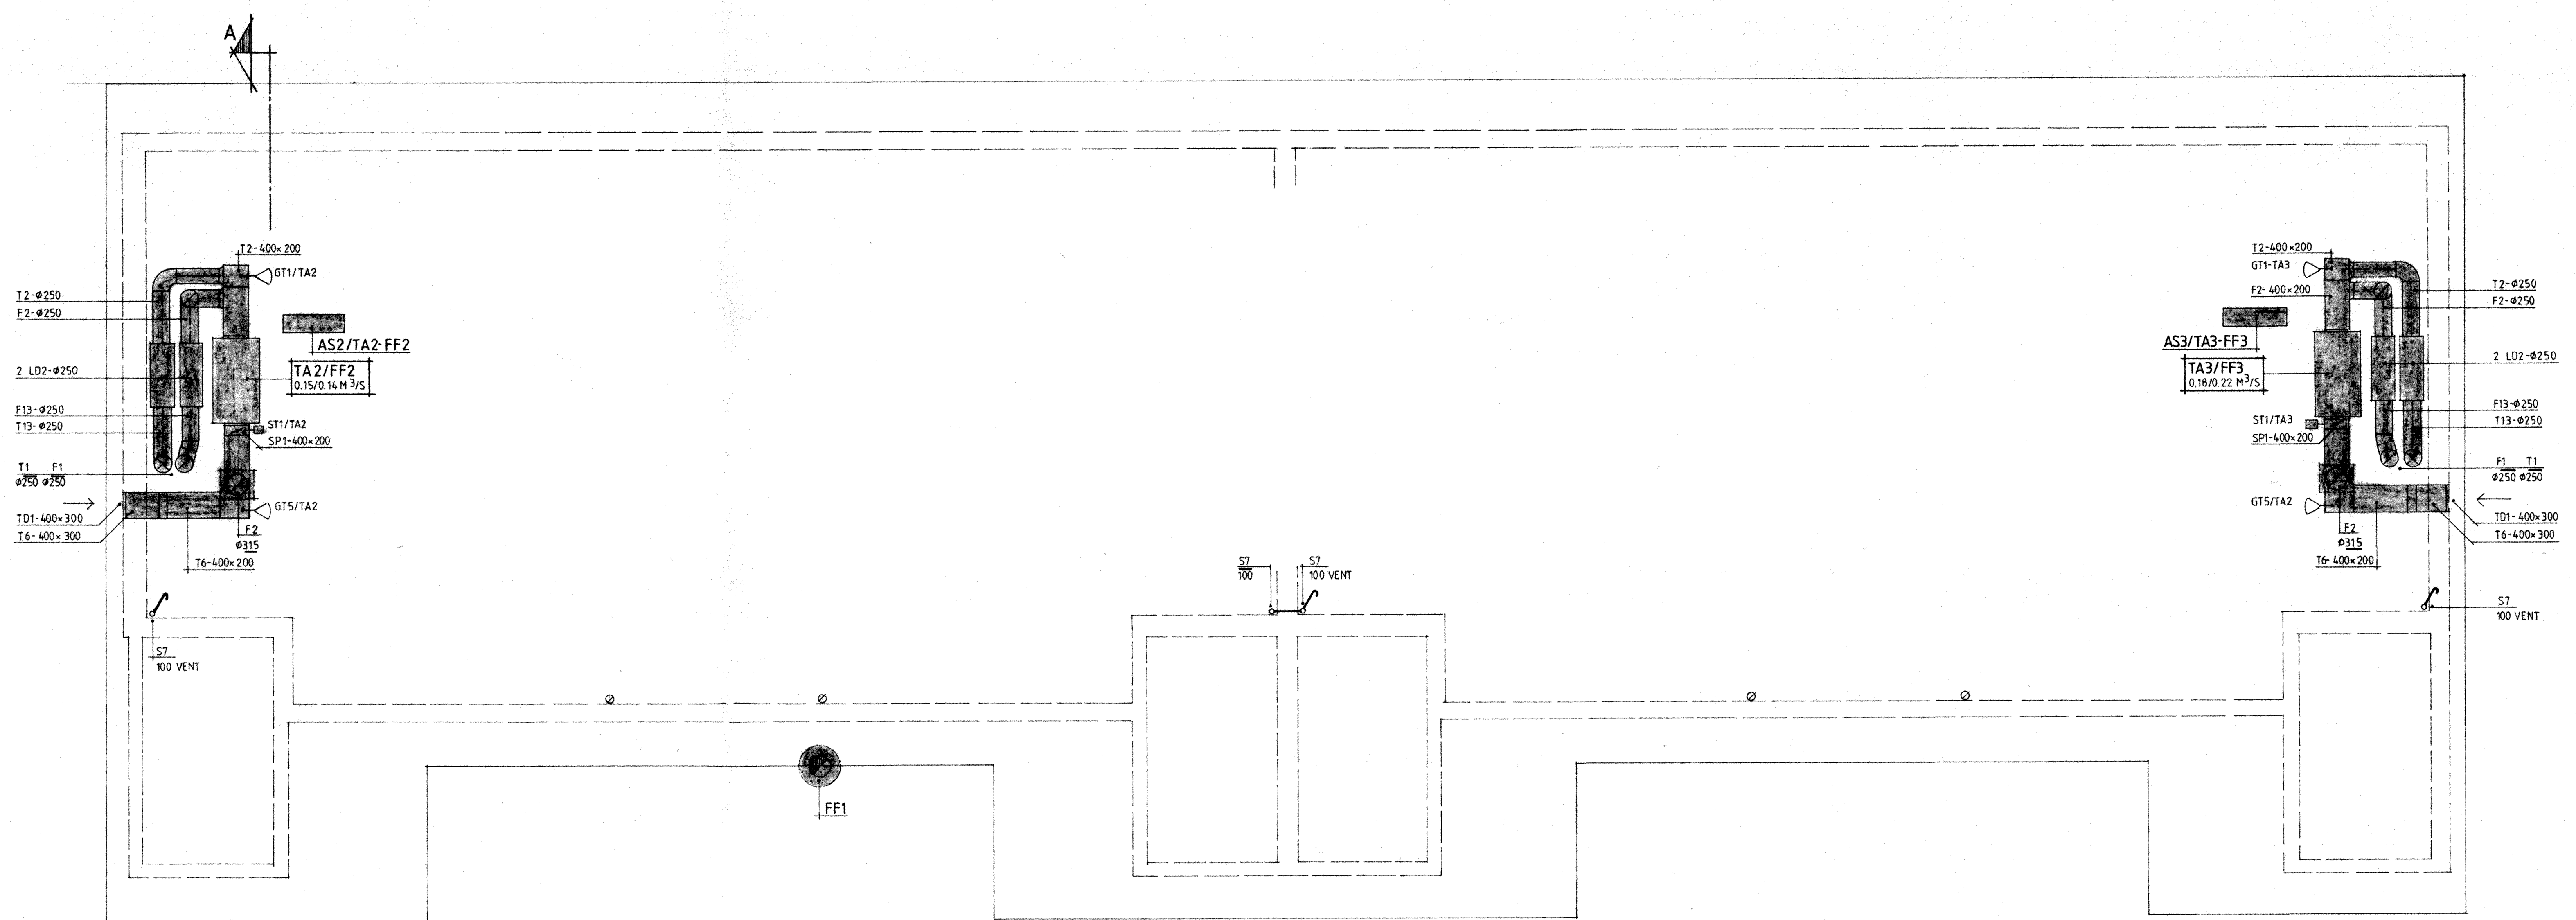 A
T2-400×200
GT1/TA2
T2-Ø250
F2-Ø250
AS2/TA2-FF2
TA2/FF2
0.15/0.14 M³/S
2 LD2-Ø250
F13-Ø250
T13-Ø250
ST1/TA2
SP1-400×200
T1 F1
Ø250 Ø250
TD1-400×300
T6-400×300
GT5/TA2
F2
Ø315
T6-400×200
S7
100 VENT
S7
100
S7
100 VENT
FF1
T2-400×200
GT1-TA3
F2-400×200
T2-Ø250
F2-Ø250
AS3/TA3-FF3
TA3/FF3
0.18/0.22 M³/S
2 LD2-Ø250
F13-Ø250
T13-Ø250
ST1/TA3
SP1-400×200
F1 T1
Ø250 Ø250
GT5/TA2
TD1-400×300
T6-400×300
F2
Ø315
T6-400×200
S7
100 VENT